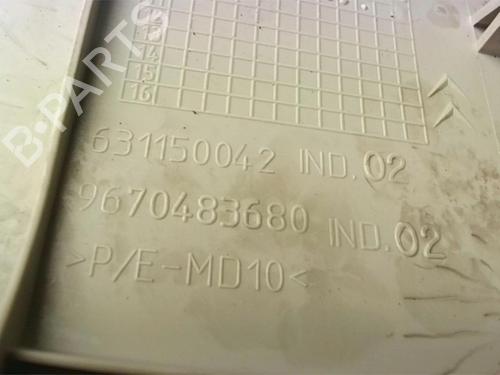 B-PARTS
13
14
15
16
631150042 IND. 02
9670483680 IND. 02
>P/E-MD10<